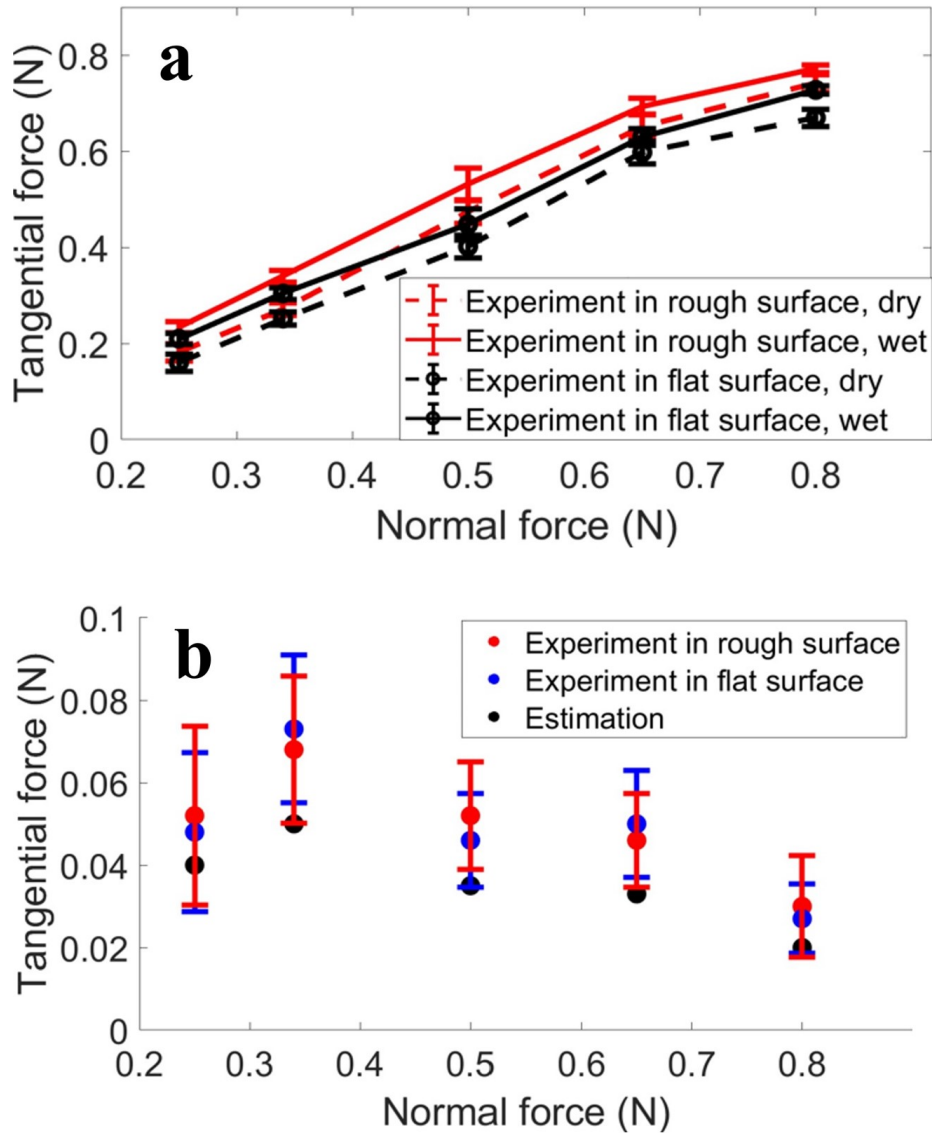 a
Tangential force (N)
0.8
0.6
0.4
0.2
0
Experiment in rough surface, dry
Experiment in rough surface, wet
Experiment in flat surface, dry
Experiment in flat surface, wet
0.2 0.3 0.4 0.5 0.6 0.7 0.8
Normal force (N)
b
Tangential force (N)
0.1
0.08
0.06
0.04
0.02
0
Experiment in rough surface
Experiment in flat surface
Estimation
0.2 0.3 0.4 0.5 0.6 0.7 0.8
Normal force (N)